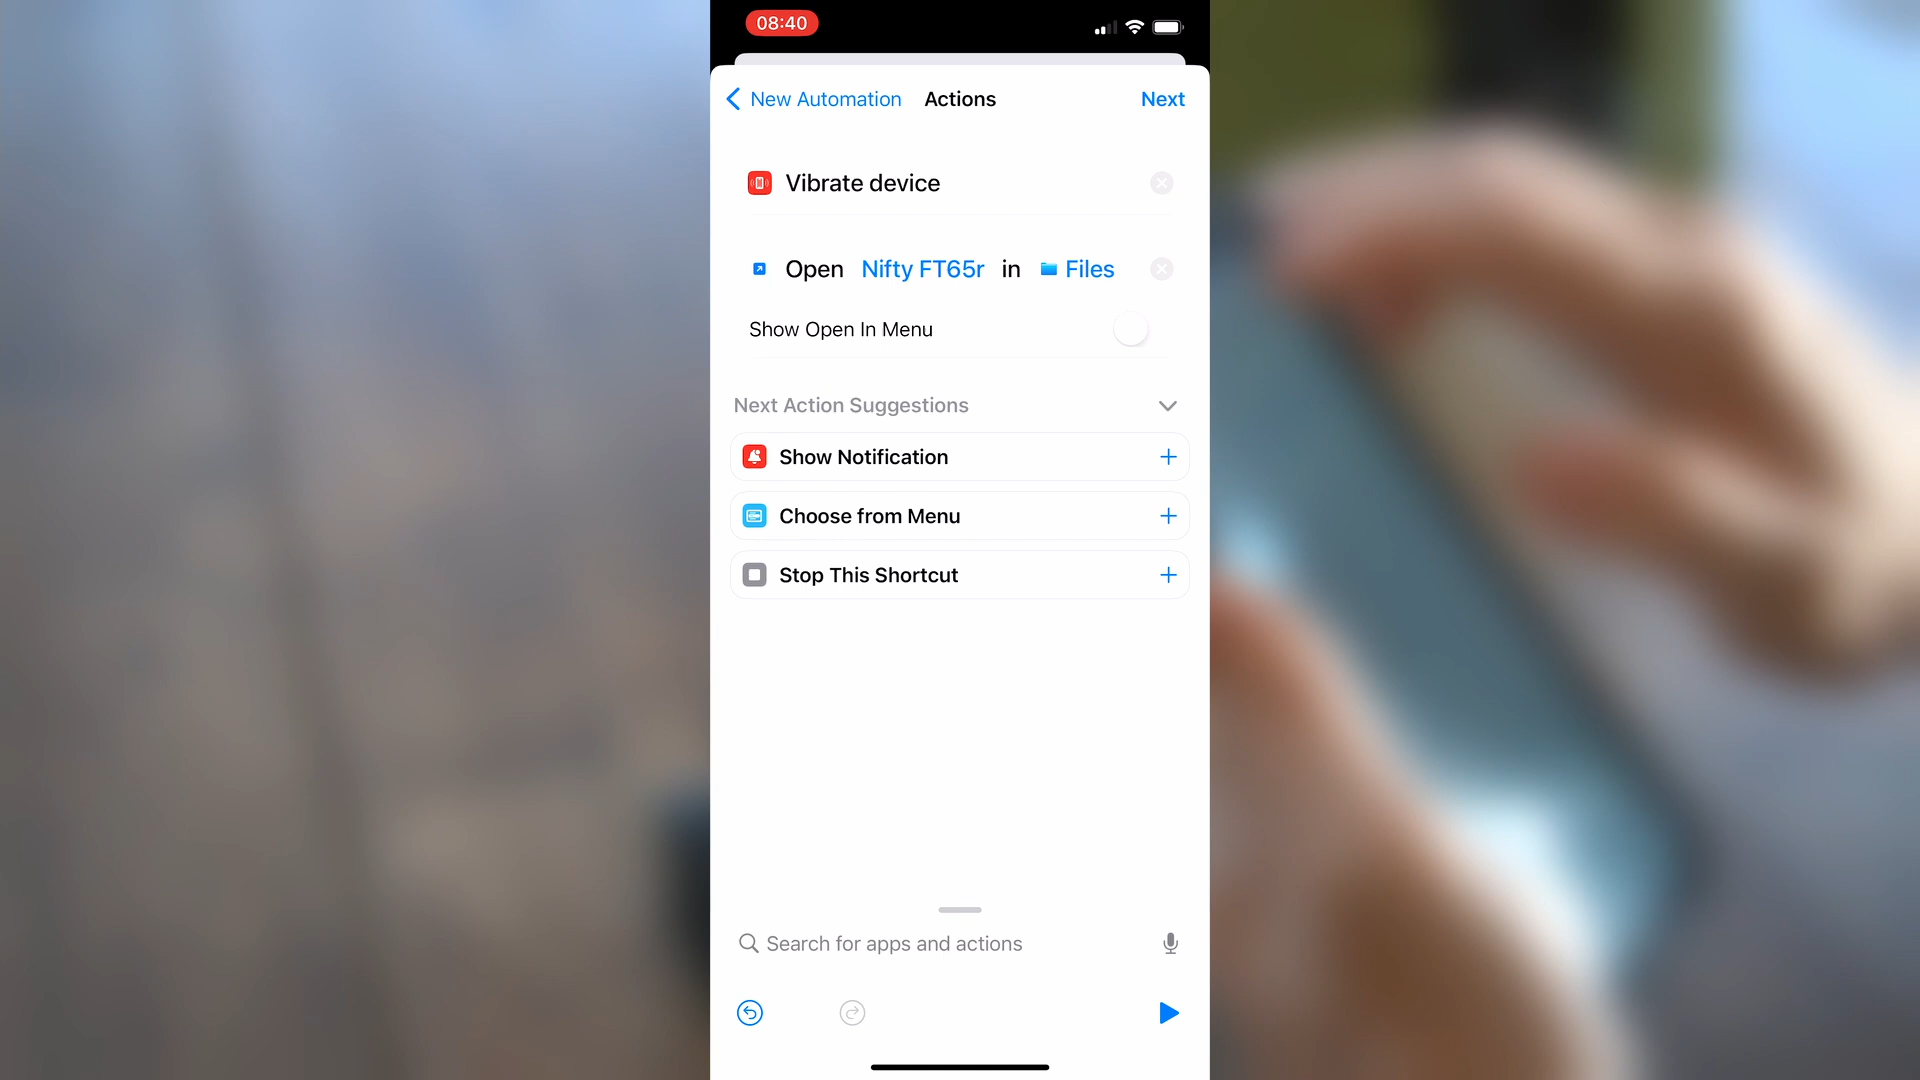 08:40
New Automation Actions Next
Vibrate device
Open Nifty FT65r in Files
Show Open In Menu
Next Action Suggestions
Show Notification
Choose from Menu
Stop This Shortcut
Search for apps and actions